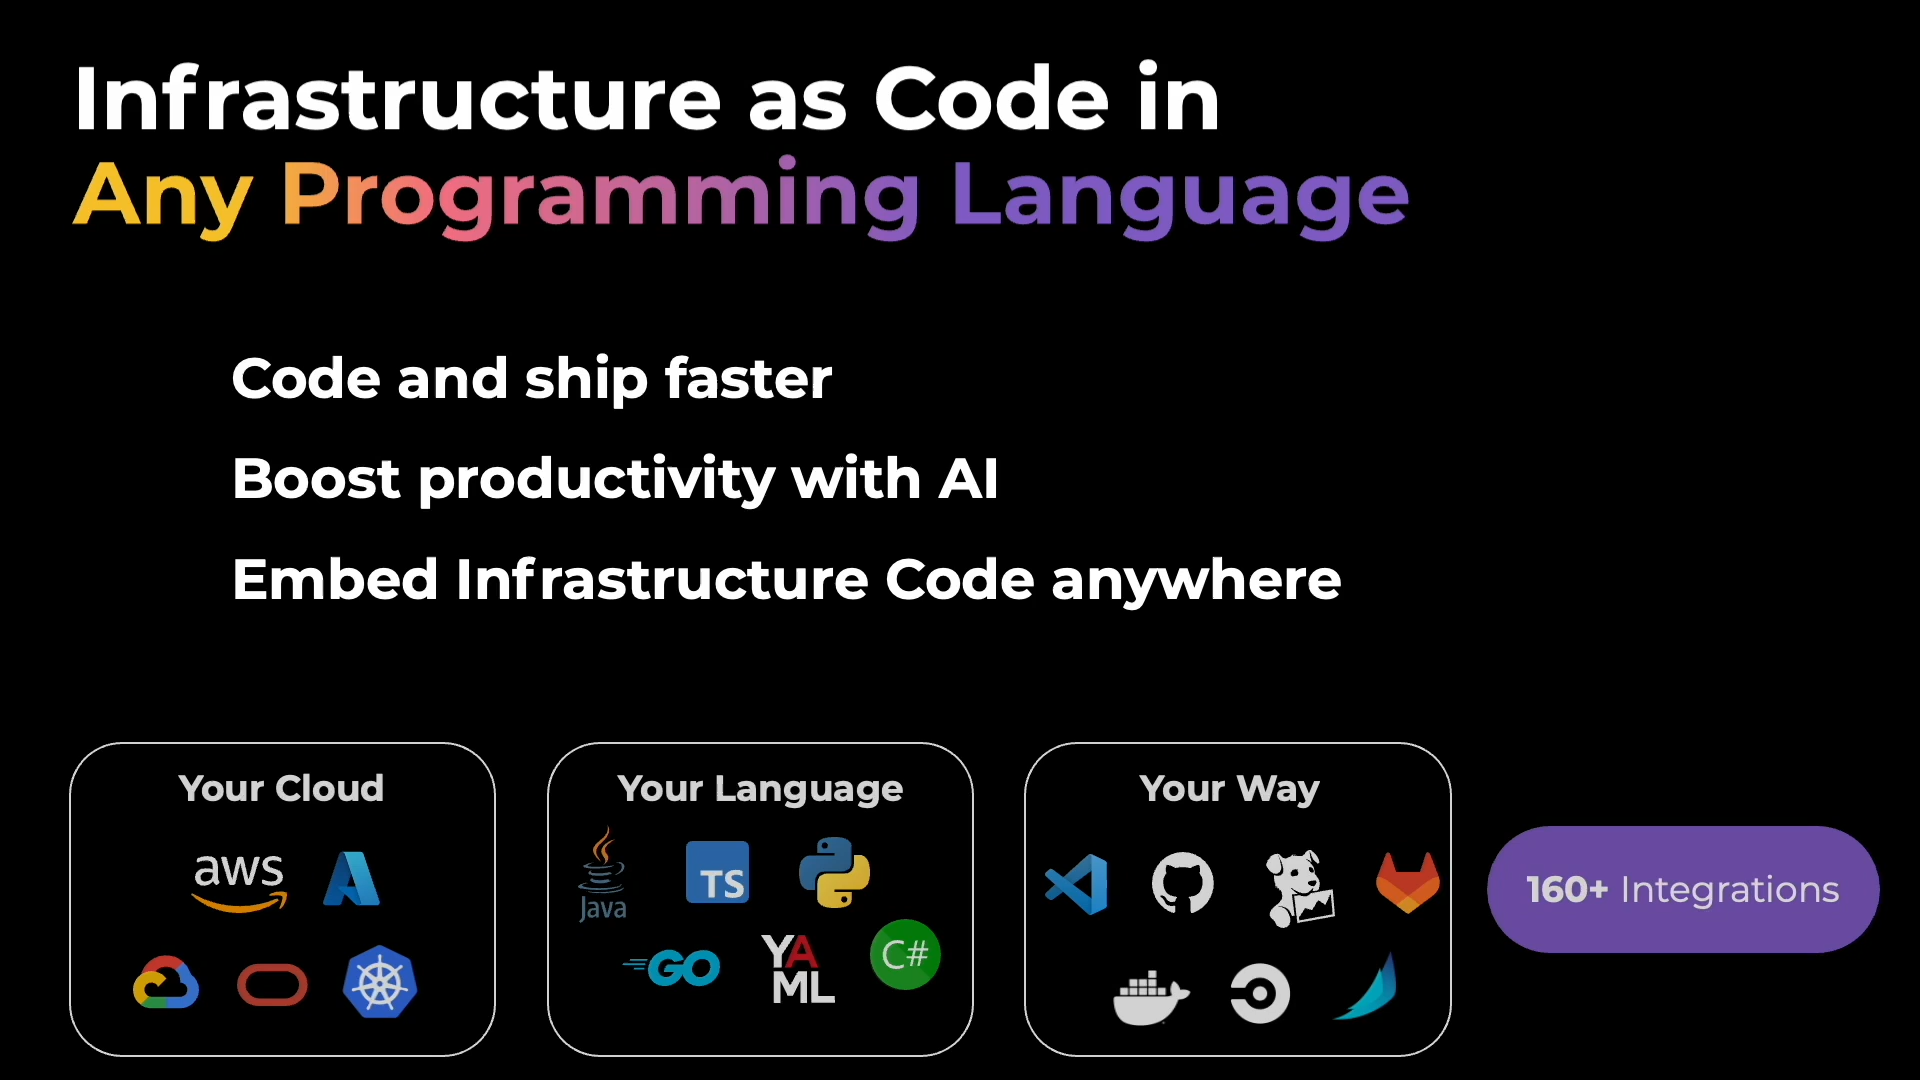 Infrastructure as Code in
Any Programming Language
Code and ship faster
Boost productivity with AI
Embed Infrastructure Code anywhere
Your Cloud
aws
Your Language
Java
TS
GO
YAML
C#
Your Way
160+ Integrations